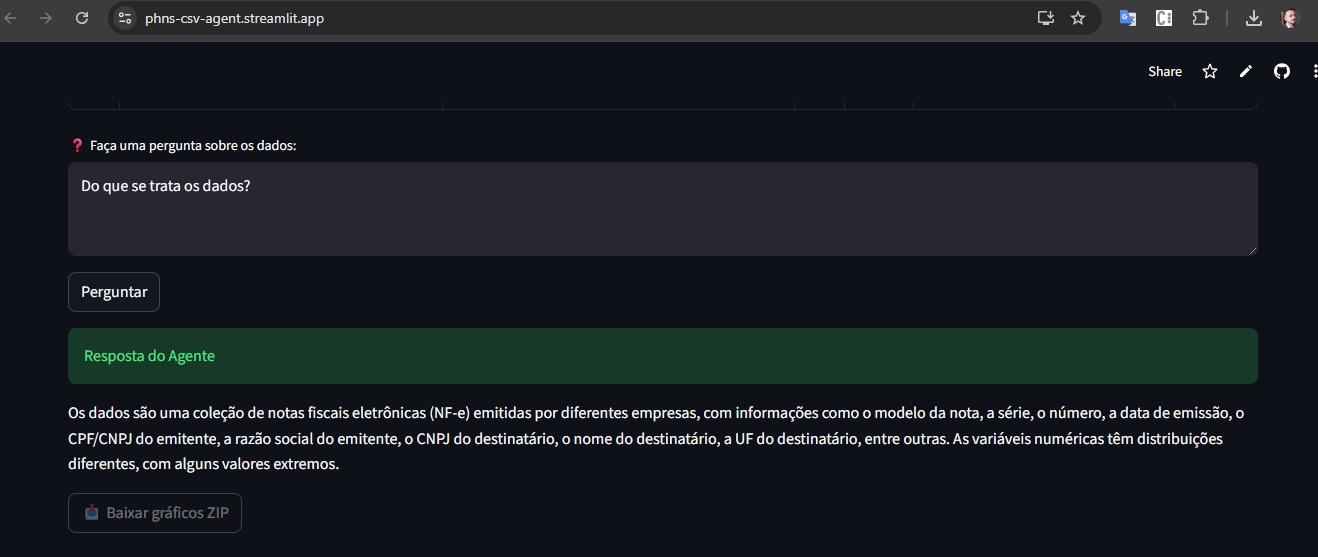 phns-csv-agent.streamlit.app
Share
❓ Faça uma pergunta sobre os dados:
Do que se trata os dados?
Perguntar
Resposta do Agente
Os dados são uma coleção de notas fiscais eletrônicas (NF-e) emitidas por diferentes empresas, com informações como o modelo da nota, a série, o número, a data de emissão, o
CPF/CNPJ do emitente, a razão social do emitente, o CNPJ do destinatário, o nome do destinatário, a UF do destinatário, entre outras. As variáveis numéricas têm distribuições
diferentes, com alguns valores extremos.
📥 Baixar gráficos ZIP